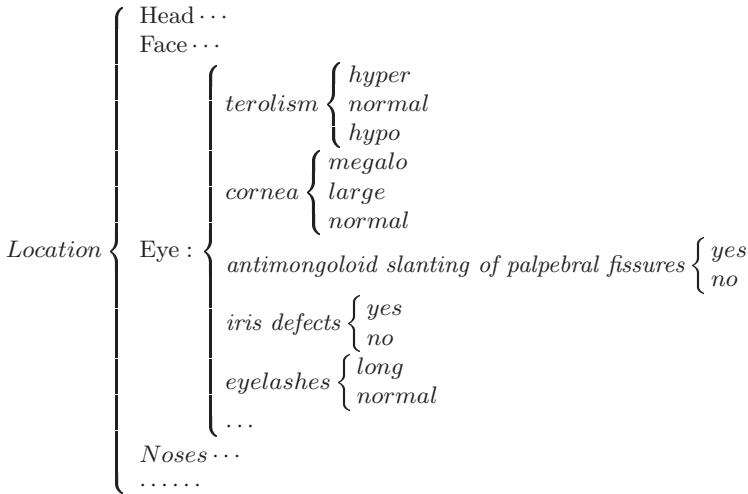 Head · · ·
Face · · ·
hyper
terolism normal
hypo
megalo
cornea large
normal
Location Eye :
antimongoloid slanting of palpebral fissures yes
no
iris defects yes
no
eyelashes long
normal
· · ·
Noses · · ·
· · · · · ·